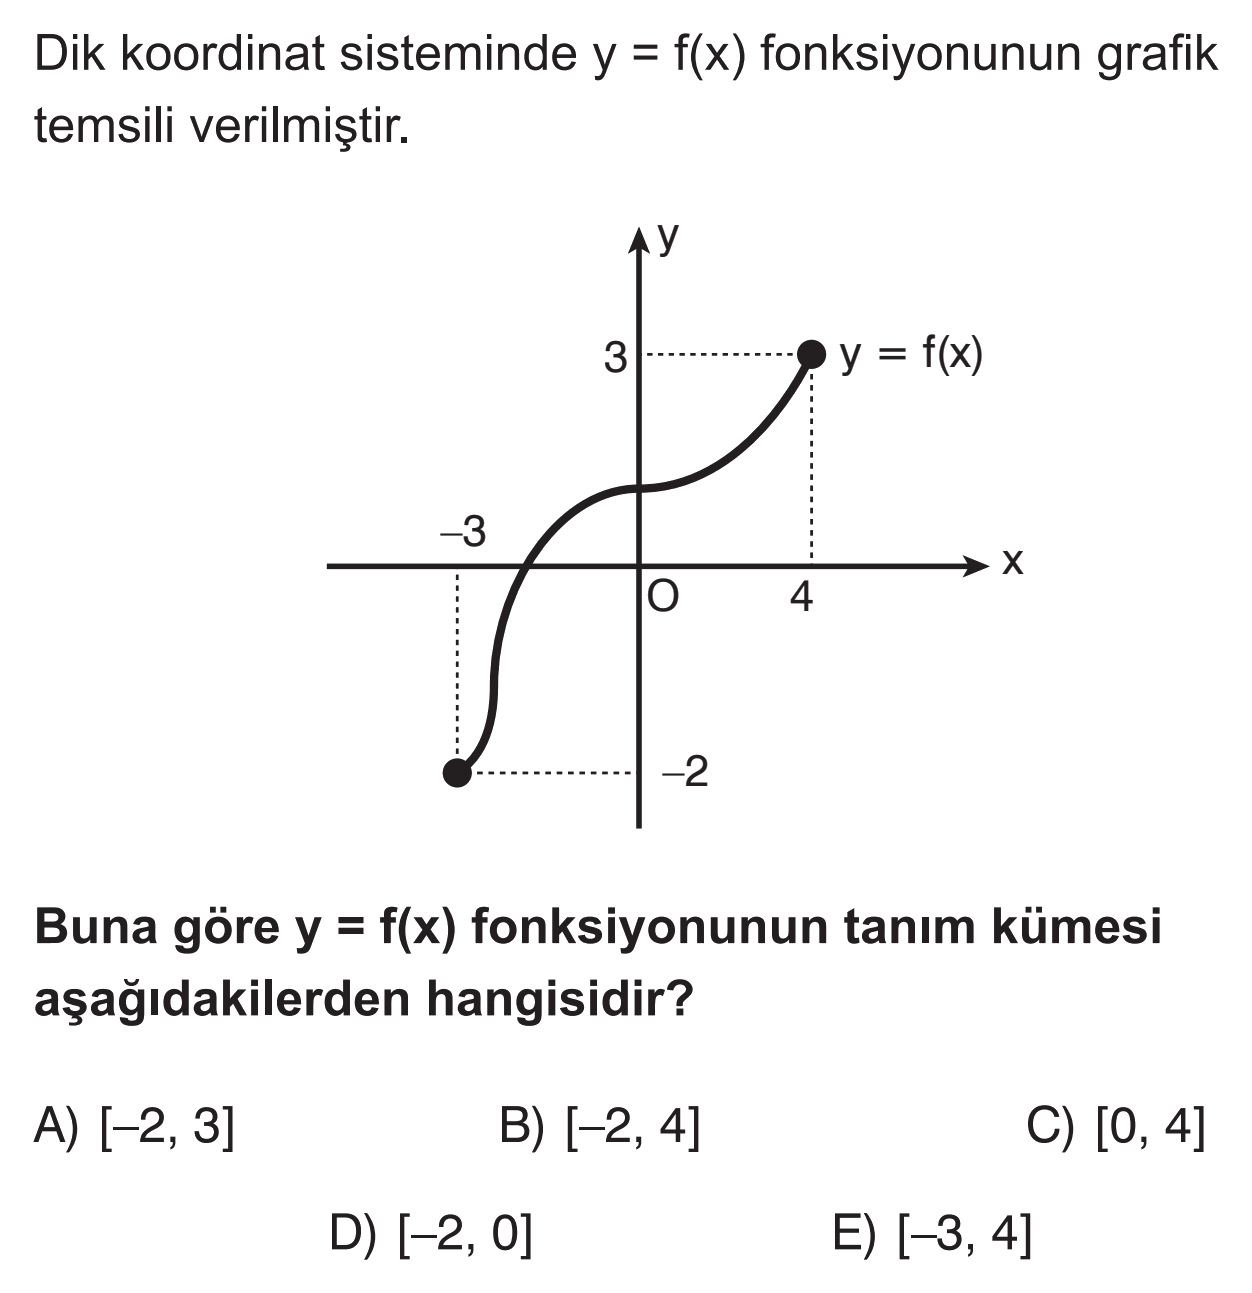 Dik koordinat sisteminde y = f(x) fonksiyonunun grafik
temsili verilmiştir.
y
3
y = f(x)
–3
x
O
4
–2
Buna göre y = f(x) fonksiyonunun tanım kümesi
aşağıdakilerden hangisidir?
A) [–2, 3] B) [–2, 4] C) [0, 4]
D) [–2, 0] E) [–3, 4]